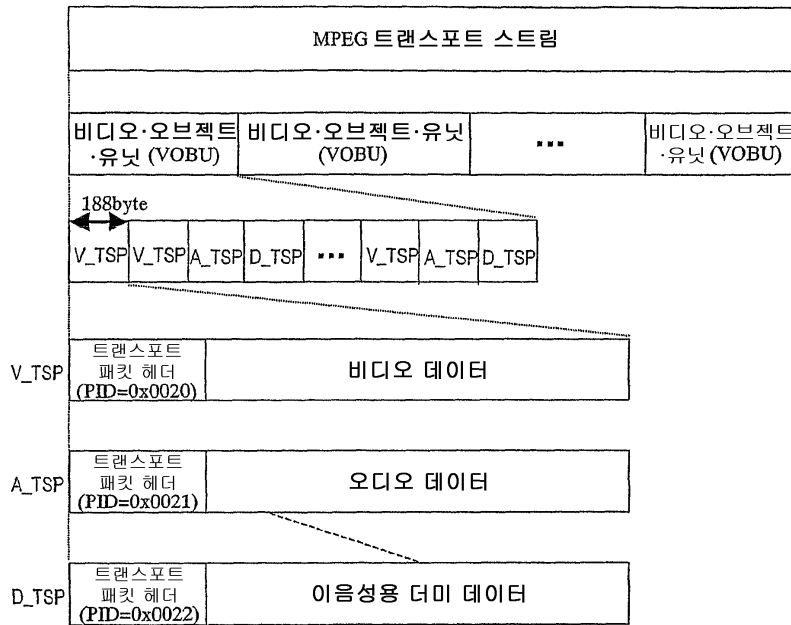 MPEG 트랜스포트 스트림
비디오·오브젝트
·유닛 (VOBU)
비디오·오브젝트·유닛
(VOBU)
...
비디오·오브젝트
·유닛 (VOBU)
188byte
V_TSP V_TSP A_TSP D_TSP ... V_TSP A_TSP D_TSP
V_TSP
트랜스포트
패킷 헤더
(PID=0x0020)
비디오 데이터
A_TSP
트랜스포트
패킷 헤더
(PID=0x0021)
오디오 데이터
D_TSP
트랜스포트
패킷 헤더
(PID=0x0022)
이음성용 더미 데이터